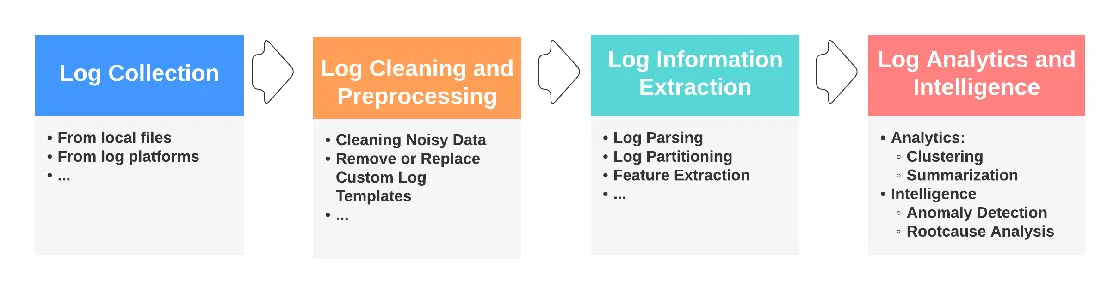 Log Collection
• From local files
• From log platforms
• ...
Log Cleaning and
Preprocessing
• Cleaning Noisy Data
• Remove or Replace
Custom Log
Templates
• ...
Log Information
Extraction
• Log Parsing
• Log Partitioning
• Feature Extraction
• ...
Log Analytics and
Intelligence
• Analytics:
◦ Clustering
◦ Summarization
• Intelligence
◦ Anomaly Detection
◦ Rootcause Analysis